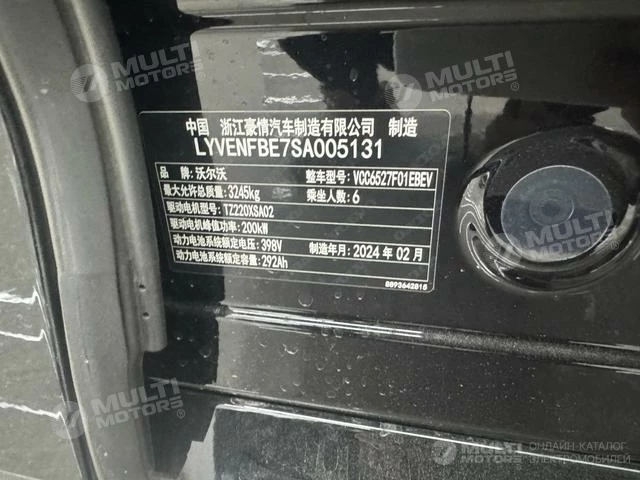 中国 浙江豪情汽车制造有限公司 制造
LYVENFBE7SA005131
品 牌: 沃尔沃 整车型号: VCC6527F01EBEV
最大允许总质量: 3245kg 乘坐人数: 6
驱动电机型号: TZ220XSA02
驱动电机峰值功率: 200kW
动力电池系统额定电压: 398V 制造年月: 2024 年 02 月
动力电池系统额定容量: 292Ah
8893642818
MULTI MOTORS
MULTI MOTORS
MULTI MOTORS
MULTI MOTORS
MULTI MOTORS
MULTI MOTORS ОНЛАЙН-КАТАЛОГ ЭЛЕКТРОМОБИЛЕЙ